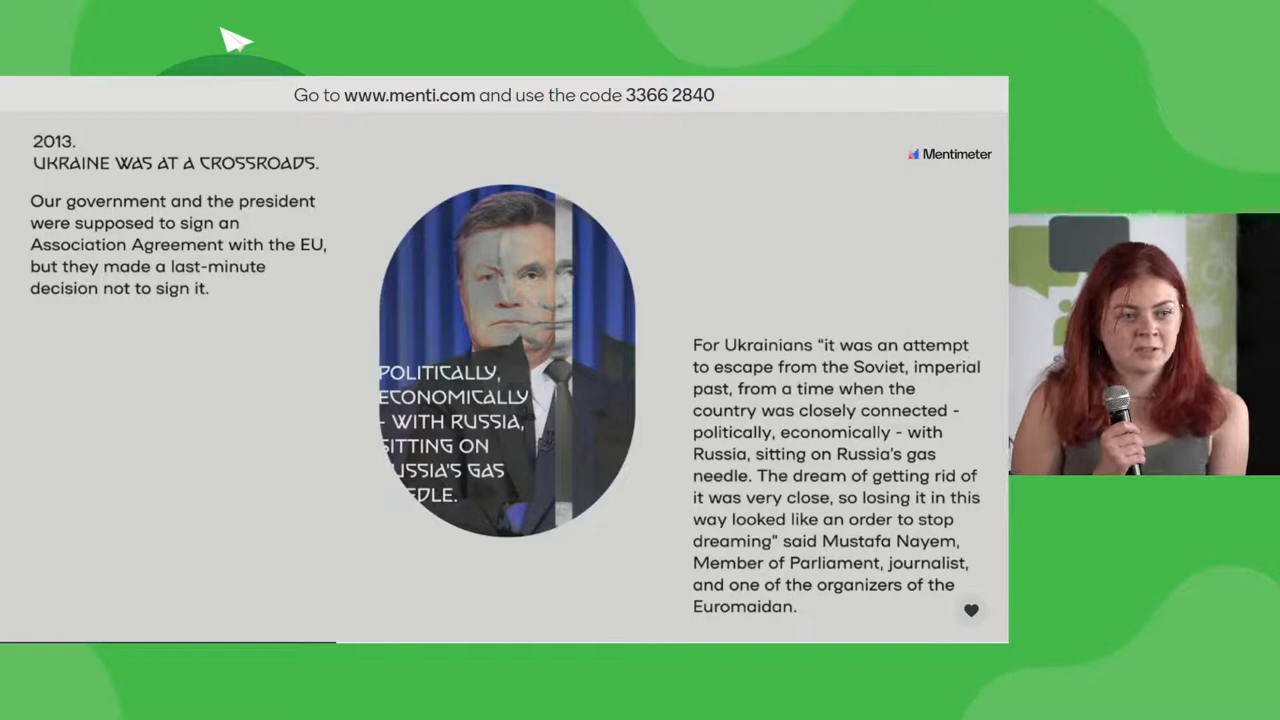 Go to www.menti.com and use the code 3366 2840
Mentimeter
2013.
UKRAINE WAS AT A CROSSROADS.
Our government and the president
were supposed to sign an
Association Agreement with the EU,
but they made a last-minute
decision not to sign it.
POLITICALLY,
ECONOMICALLY
- WITH RUSSIA,
SITTING ON
GAS
For Ukrainians “it was an attempt
to escape from the Soviet, imperial
past, from a time when the
country was closely connected -
politically, economically - with
Russia, sitting on Russia's gas
needle. The dream of getting rid of
it was very close, so losing it in this
way looked like an order to stop
dreaming” said Mustafa Nayem,
Member of Parliament, journalist,
and one of the organizers of the
Euromaidan.